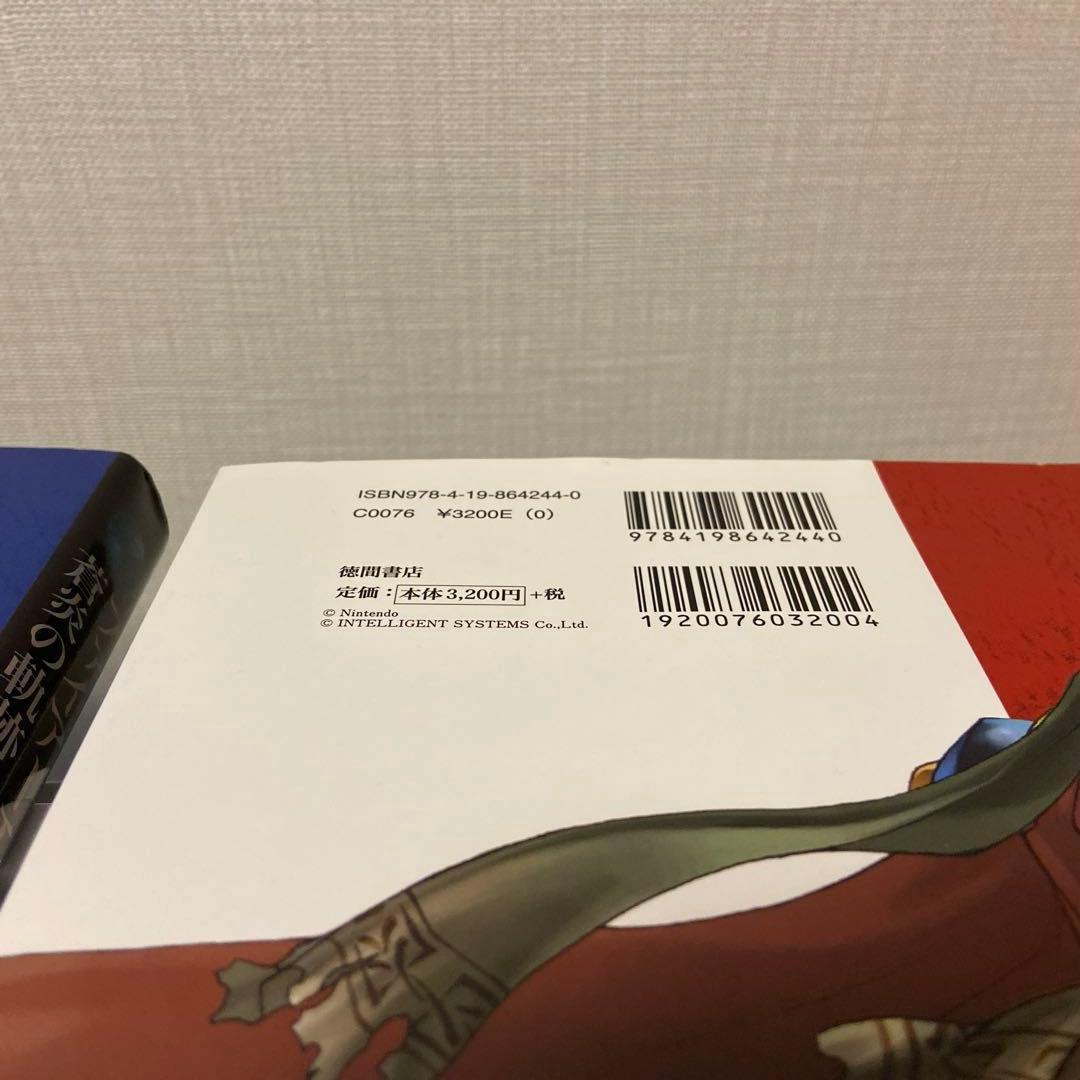 ISBN978-4-19-864244-0
C0076 ¥3200E (0)
9784198642440
徳間書店
定価：本体3,200円+税
© Nintendo
© INTELLIGENT SYSTEMS Co.,Ltd.
1920076032004
蒼炎の軌跡